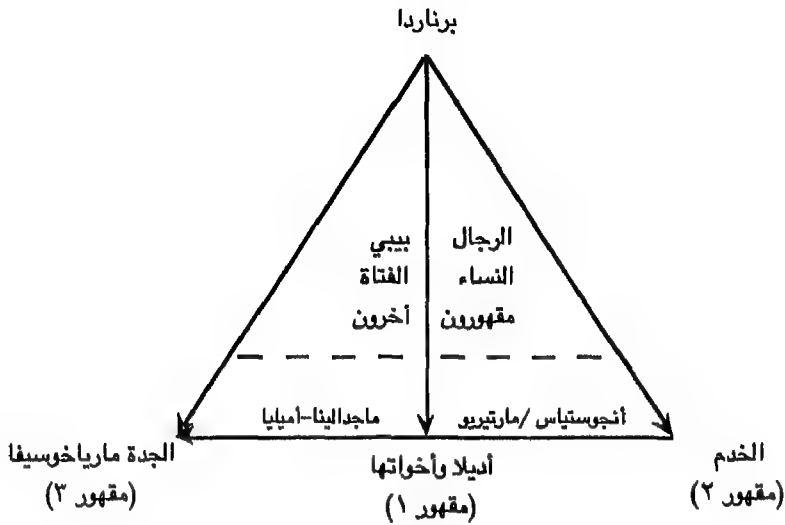 برناردا
الرجال
النساء
مقهورون
بيبي
الفتاة
أخرون
أنجوستياس /مارتيريو
ماجدالينا-أميليا
الخدم
(مقهور ٢)
أديلا وأخواتها
(مقهور ١)
الجدة مارياخوسيفا
(مقهور ٣)